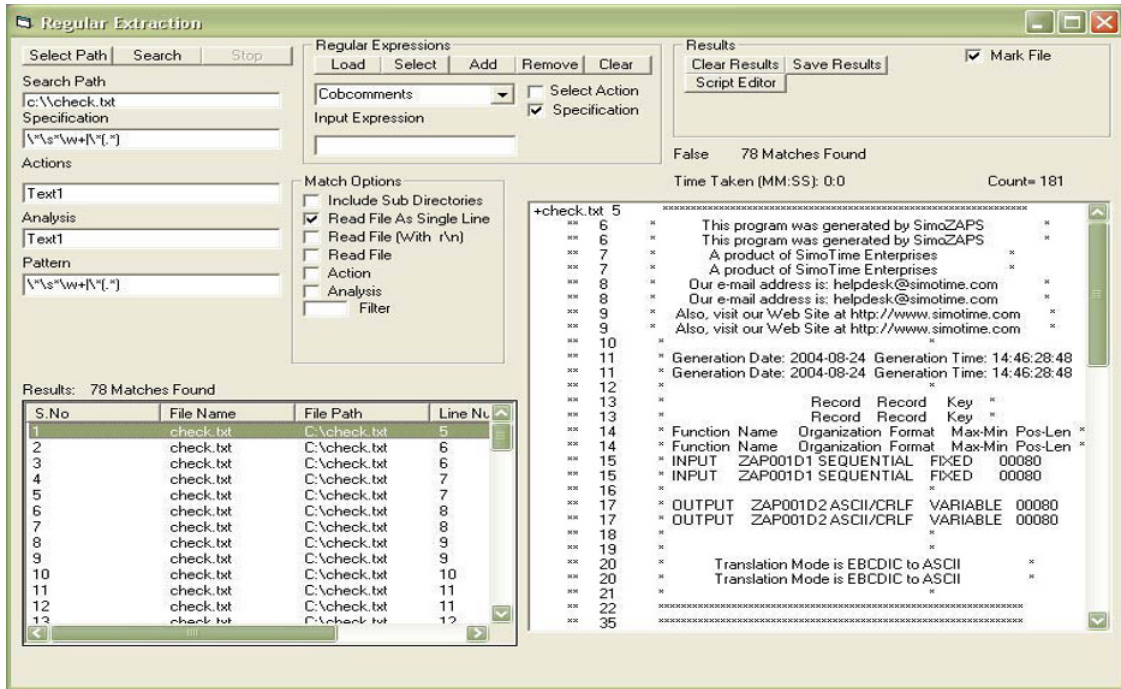 Regular Extraction
Select Path Search Stop
Search Path
c:\\check.txt
Specification
\*\s*\w+|\*(.*)
Actions
Text1
Analysis
Text1
Pattern
\*\s*\w+|\*(.*)
Regular Expressions
Load Select Add Remove Clear
Cobcomments
Select Action
Specification
Input Expression
Match Options
Include Sub Directories
Read File As Single Line
Read File (With r\n)
Read File
Action
Analysis
Filter
Results
Clear Results Save Results
Script Editor
Mark File
False 78 Matches Found
Time Taken (MM:SS): 0:0 Count= 181
Results: 78 Matches Found
S.No File Name File Path Line Nu
1 check.txt C:\check.txt 5
2 check.txt C:\check.txt 6
3 check.txt C:\check.txt 6
4 check.txt C:\check.txt 7
5 check.txt C:\check.txt 7
6 check.txt C:\check.txt 8
7 check.txt C:\check.txt 8
8 check.txt C:\check.txt 9
9 check.txt C:\check.txt 9
10 check.txt C:\check.txt 10
11 check.txt C:\check.txt 11
12 check.txt C:\check.txt 11
13 check.txt C:\check.txt 12
+check.txt 5 ******************************************************************
** 6 * This program was generated by SimoZAPS *
** 6 * This program was generated by SimoZAPS *
** 7 * A product of SimoTime Enterprises *
** 7 * A product of SimoTime Enterprises *
** 8 * Our e-mail address is: helpdesk@simotime.com *
** 8 * Our e-mail address is: helpdesk@simotime.com *
** 9 * Also, visit our Web Site at http://www.simotime.com *
** 9 * Also, visit our Web Site at http://www.simotime.com *
** 10 * *
** 11 * Generation Date: 2004-08-24 Generation Time: 14:46:28:48
** 11 * Generation Date: 2004-08-24 Generation Time: 14:46:28:48
** 12 * *
** 13 * Record Record Key *
** 13 * Record Record Key *
** 14 * Function Name Organization Format Max-Min Pos-Len *
** 14 * Function Name Organization Format Max-Min Pos-Len *
** 15 * INPUT ZAP001D1 SEQUENTIAL FIXED 00080
** 15 * INPUT ZAP001D1 SEQUENTIAL FIXED 00080
** 16 * *
** 17 * OUTPUT ZAP001D2 ASCII/CRLF VARIABLE 00080
** 17 * OUTPUT ZAP001D2 ASCII/CRLF VARIABLE 00080
** 18 * *
** 19 * *
** 20 * Translation Mode is EBCDIC to ASCII *
** 20 * Translation Mode is EBCDIC to ASCII *
** 21 * *
** 22 ******************************************************************
** 35 ******************************************************************